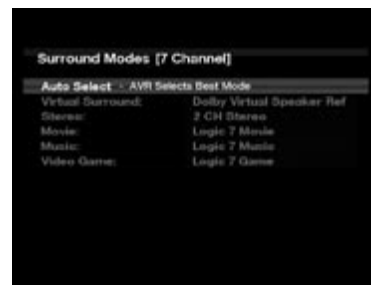 Surround Modes [7 Channel]
Auto Select - AVR Selects Best Mode
Virtual Surround: Dolby Virtual Speaker Ref
Stereo: 2 CH Stereo
Movie: Logic 7 Movie
Music: Logic 7 Music
Video Game: Logic 7 Game